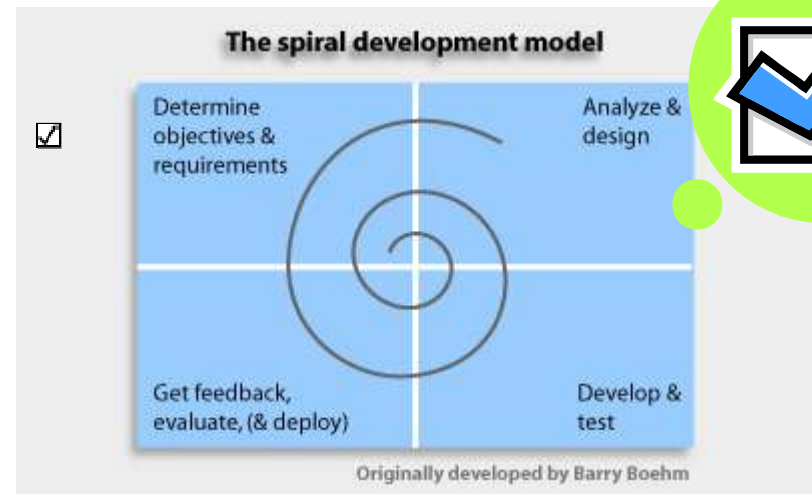 The spiral development model
Determine
objectives &
requirements
Analyze &
design
Get feedback,
evaluate, (& deploy)
Develop &
test
Originally developed by Barry Boehm